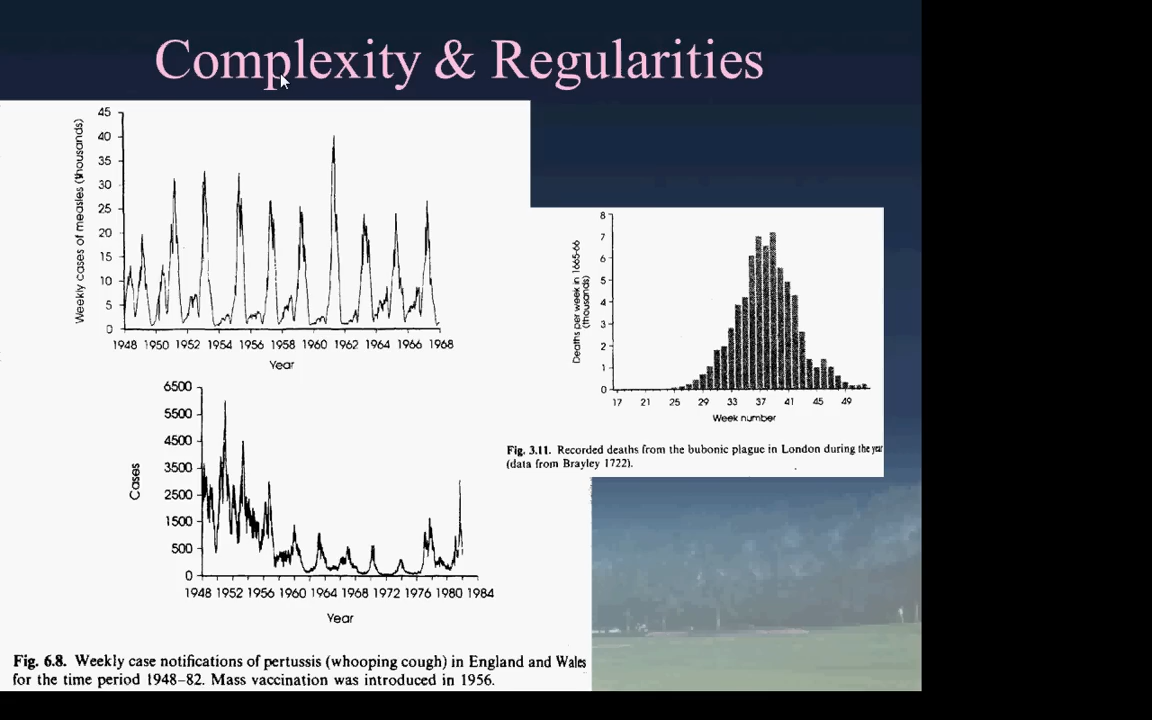 Complexity & Regularities
Weekly cases of measles (thousands)
45
40
35
30
25
20
15
10
5
0
1948 1950 1952 1954 1956 1958 1960 1962 1964 1966 1968
Year
Deaths per week in 1665-66
(thousands)
8
7
6
5
4
3
2
1
0
17 21 25 29 33 37 41 45 49
Week number
Fig. 3.11. Recorded deaths from the bubonic plague in London during the year
(data from Brayley 1722).
Cases
6500
5500
4500
3500
2500
1500
500
0
1948 1952 1956 1960 1964 1968 1972 1976 1980 1984
Year
Fig. 6.8. Weekly case notifications of pertussis (whooping cough) in England and Wales
for the time period 1948–82. Mass vaccination was introduced in 1956.